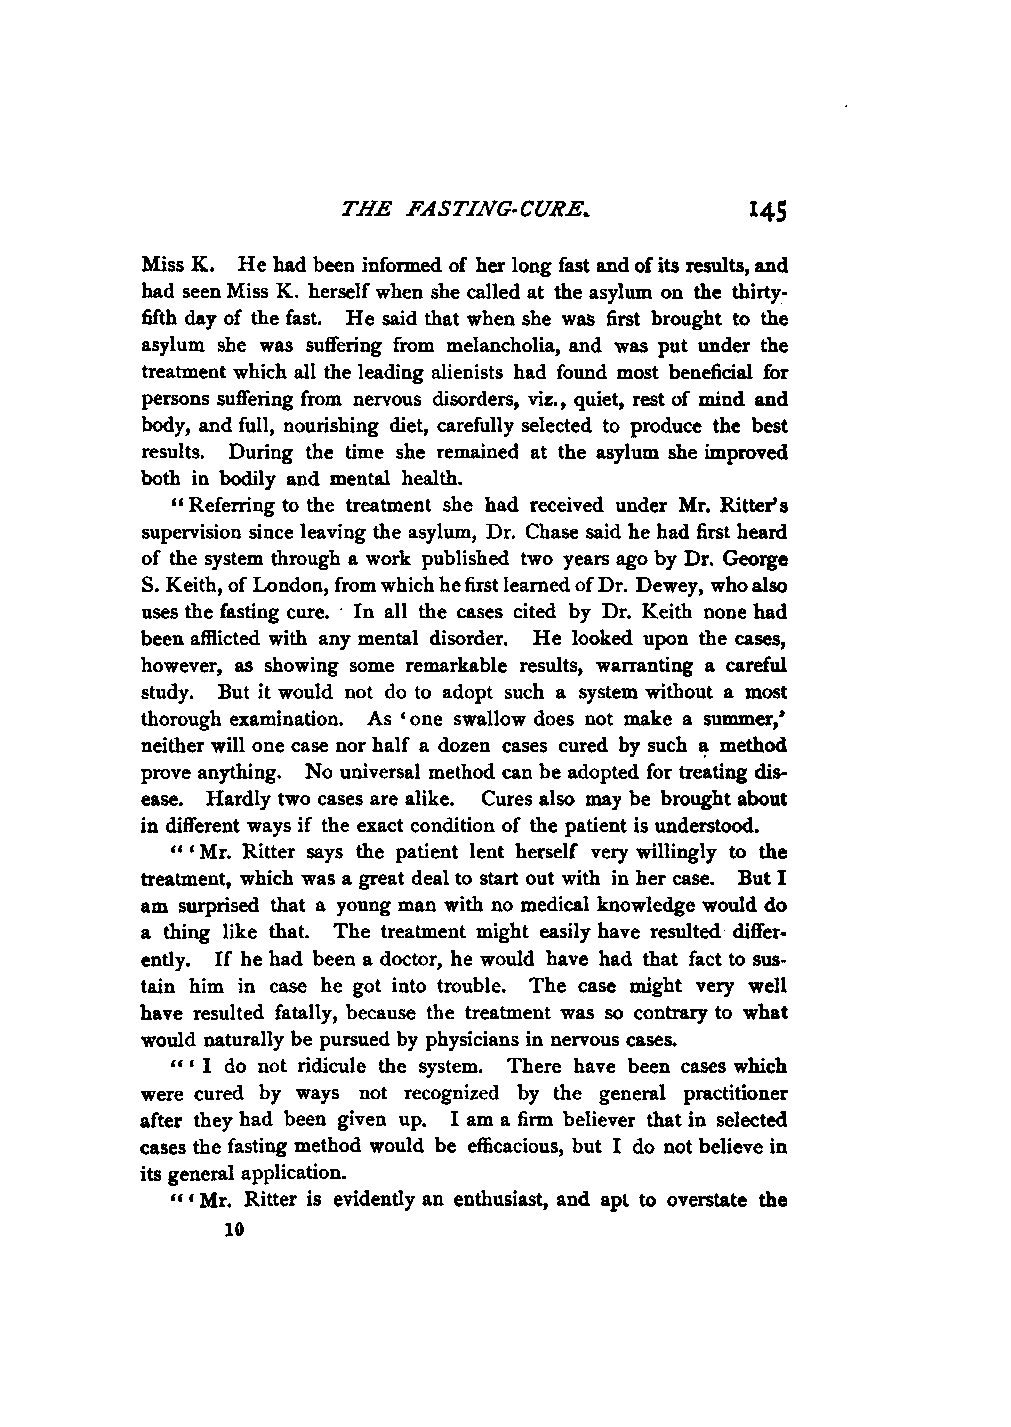 THE FASTING-CURE. 145
Miss K. He had been informed of her long fast and of its results, and
had seen Miss K. herself when she called at the asylum on the thirty-
fifth day of the fast. He said that when she was first brought to the
asylum she was suffering from melancholia, and was put under the
treatment which all the leading alienists had found most beneficial for
persons suffering from nervous disorders, viz., quiet, rest of mind and
body, and full, nourishing diet, carefully selected to produce the best
results. During the time she remained at the asylum she improved
both in bodily and mental health.
“Referring to the treatment she had received under Mr. Ritter's
supervision since leaving the asylum, Dr. Chase said he had first heard
of the system through a work published two years ago by Dr. George
S. Keith, of London, from which he first learned of Dr. Dewey, who also
uses the fasting cure. In all the cases cited by Dr. Keith none had
been afflicted with any mental disorder. He looked upon the cases,
however, as showing some remarkable results, warranting a careful
study. But it would not do to adopt such a system without a most
thorough examination. As ‘one swallow does not make a summer,’
neither will one case nor half a dozen cases cured by such a method
prove anything. No universal method can be adopted for treating dis-
ease. Hardly two cases are alike. Cures also may be brought about
in different ways if the exact condition of the patient is understood.
“‘Mr. Ritter says the patient lent herself very willingly to the
treatment, which was a great deal to start out with in her case. But I
am surprised that a young man with no medical knowledge would do
a thing like that. The treatment might easily have resulted differ-
ently. If he had been a doctor, he would have had that fact to sus-
tain him in case he got into trouble. The case might very well
have resulted fatally, because the treatment was so contrary to what
would naturally be pursued by physicians in nervous cases.
“‘I do not ridicule the system. There have been cases which
were cured by ways not recognized by the general practitioner
after they had been given up. I am a firm believer that in selected
cases the fasting method would be efficacious, but I do not believe in
its general application.
“‘Mr. Ritter is evidently an enthusiast, and apt to overstate the
10